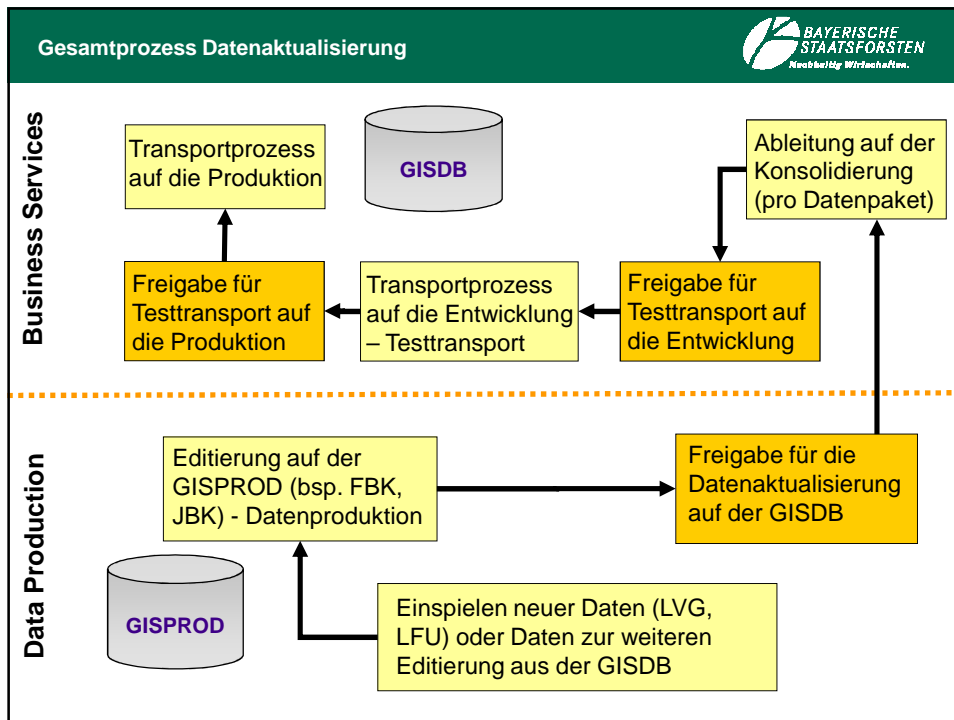 Gesamtprozess Datenaktualisierung
BAYERISCHE
STAATSFORSTEN
Nachhaltig Wirtschaften.
Business Services
Transportprozess
auf die Produktion
GISDB
Ableitung auf der
Konsolidierung
(pro Datenpaket)
Freigabe für
Testtransport auf
die Produktion
Transportprozess
auf die Entwicklung
– Testtransport
Freigabe für
Testtransport auf
die Entwicklung
Data Production
Editierung auf der
GISPROD (bsp. FBK,
JBK) - Datenproduktion
Freigabe für die
Datenaktualisierung
auf der GISDB
GISPROD
Einspielen neuer Daten (LVG,
LFU) oder Daten zur weiteren
Editierung aus der GISDB